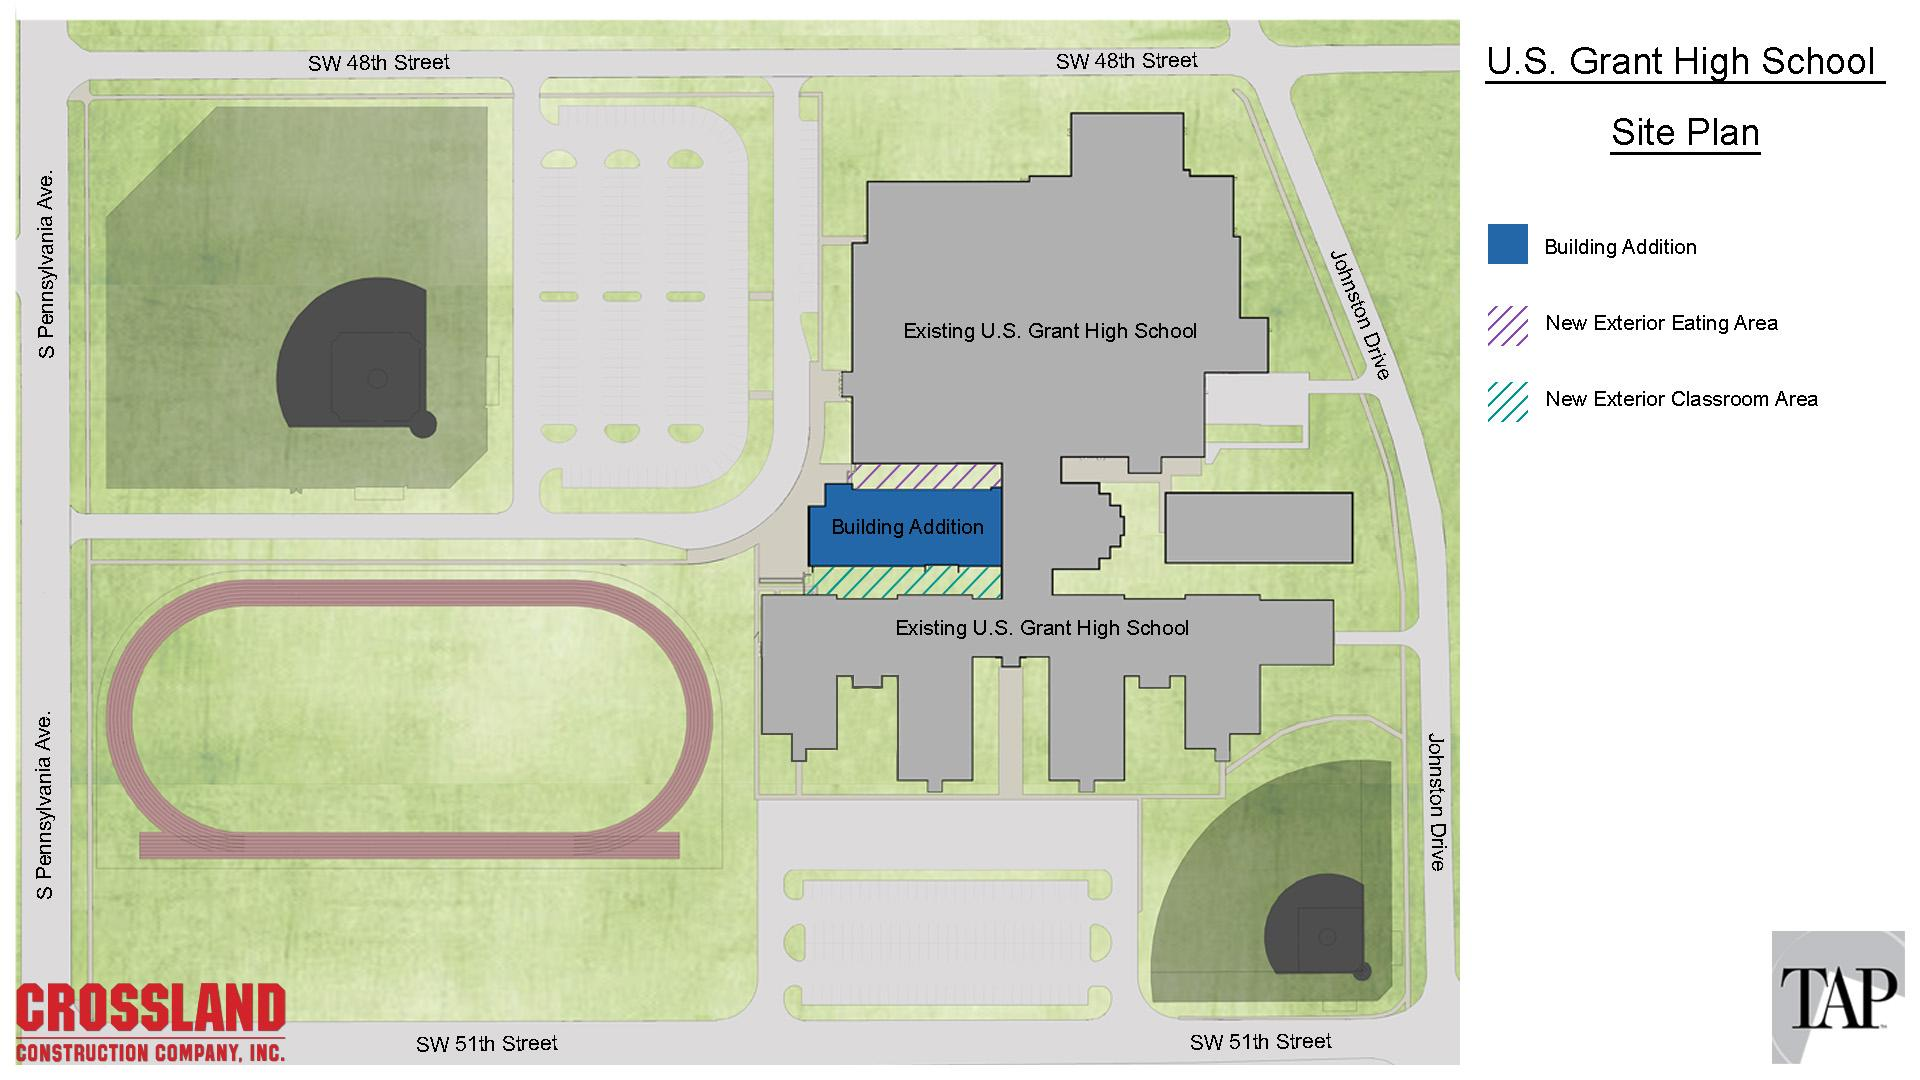 U.S. Grant High School
Site Plan
SW 48th Street
SW 48th Street
S Pennsylvania Ave.
Johnston Drive
Building Addition
New Exterior Eating Area
New Exterior Classroom Area
Existing U.S. Grant High School
Building Addition
Existing U.S. Grant High School
S Pennsylvania Ave.
Johnston Drive
CROSSLAND
CONSTRUCTION COMPANY, INC.
SW 51th Street
SW 51th Street
TAP